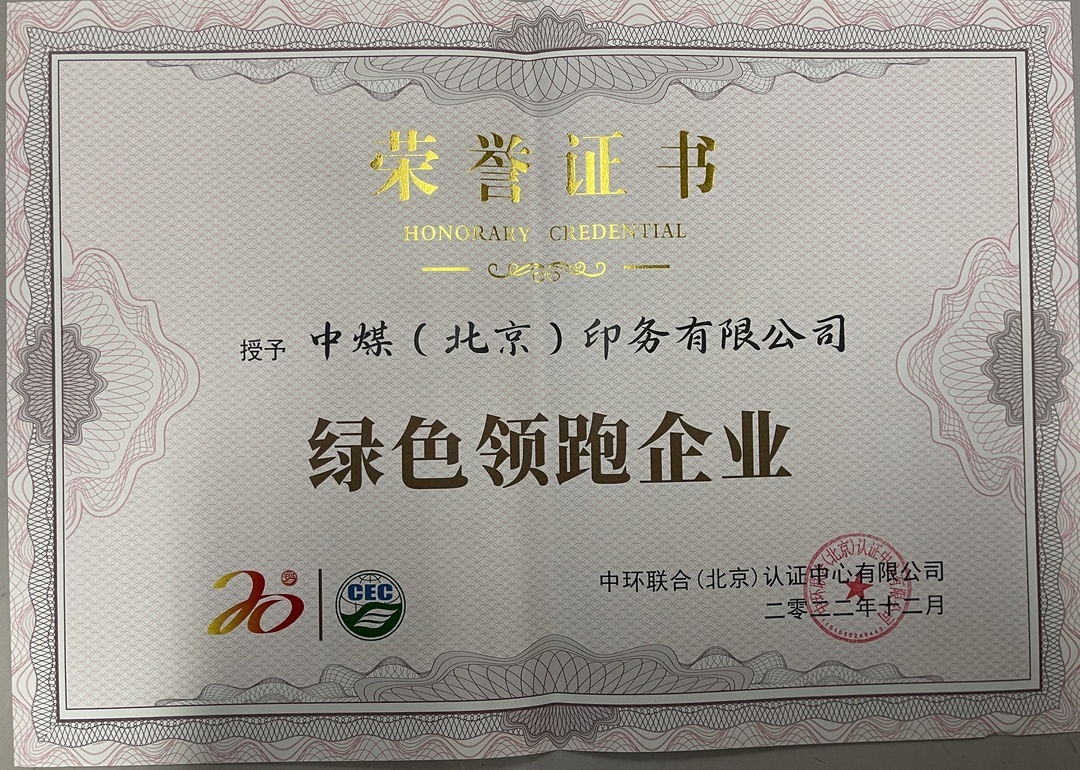 荣誉证书
HONORARY CREDENTIAL
授予 中煤（北京）印务有限公司
绿色领跑企业
20
CEC
中环联合(北京)认证中心有限公司
二零二二年十二月